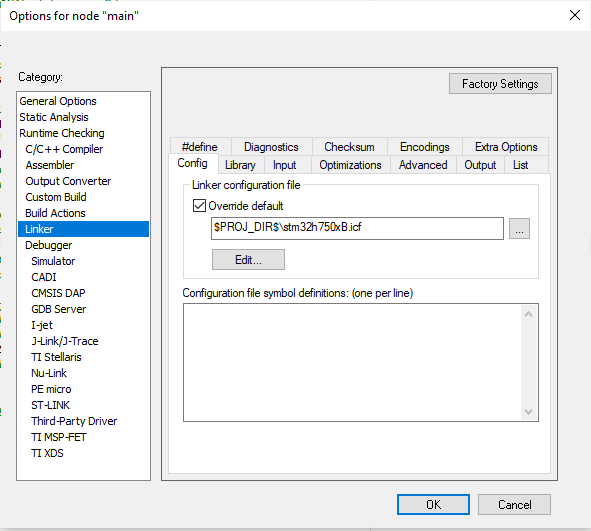 Options for node "main"
Category:
General Options
Static Analysis
Runtime Checking
C/C++ Compiler
Assembler
Output Converter
Custom Build
Build Actions
Linker
Debugger
Simulator
CADI
CMSIS DAP
GDB Server
I-jet
J-Link/J-Trace
TI Stellaris
Nu-Link
PE micro
ST-LINK
Third-Party Driver
TI MSP-FET
TI XDS
Factory Settings
#define Diagnostics Checksum Encodings Extra Options
Config Library Input Optimizations Advanced Output List
Linker configuration file
Override default
$PROJ_DIR$\stm32h750xB.icf
...
Edit...
Configuration file symbol definitions: (one per line)
OK Cancel